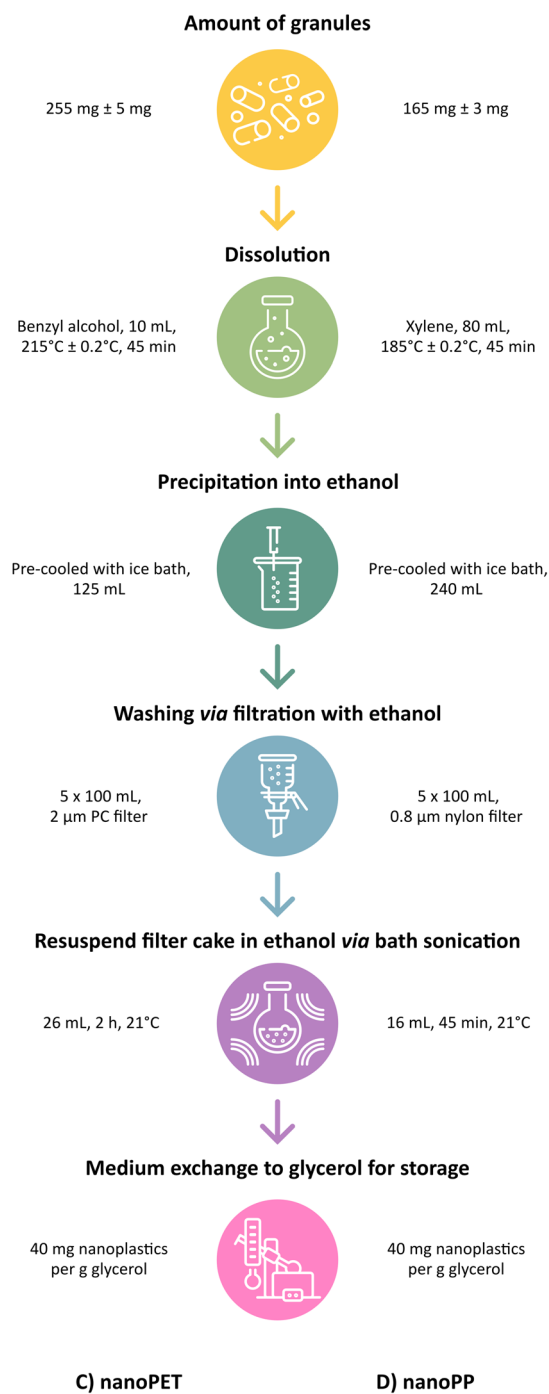 Amount of granules
255 mg ± 5 mg
165 mg ± 3 mg
Dissolution
Benzyl alcohol, 10 mL,
215°C ± 0.2°C, 45 min
Xylene, 80 mL,
185°C ± 0.2°C, 45 min
Precipitation into ethanol
Pre-cooled with ice bath,
125 mL
Pre-cooled with ice bath,
240 mL
Washing via filtration with ethanol
5 x 100 mL,
2 µm PC filter
5 x 100 mL,
0.8 µm nylon filter
Resuspend filter cake in ethanol via bath sonication
26 mL, 2 h, 21°C
16 mL, 45 min, 21°C
Medium exchange to glycerol for storage
40 mg nanoplastics
per g glycerol
40 mg nanoplastics
per g glycerol
C) nanoPET
D) nanoPP